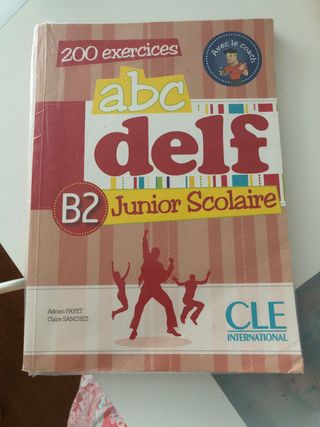 200 exercices
Avec le coach
abc
delf
B2 Junior Scolaire
Adrien PAYET
Claire SANCHEZ
CLE
INTERNATIONAL